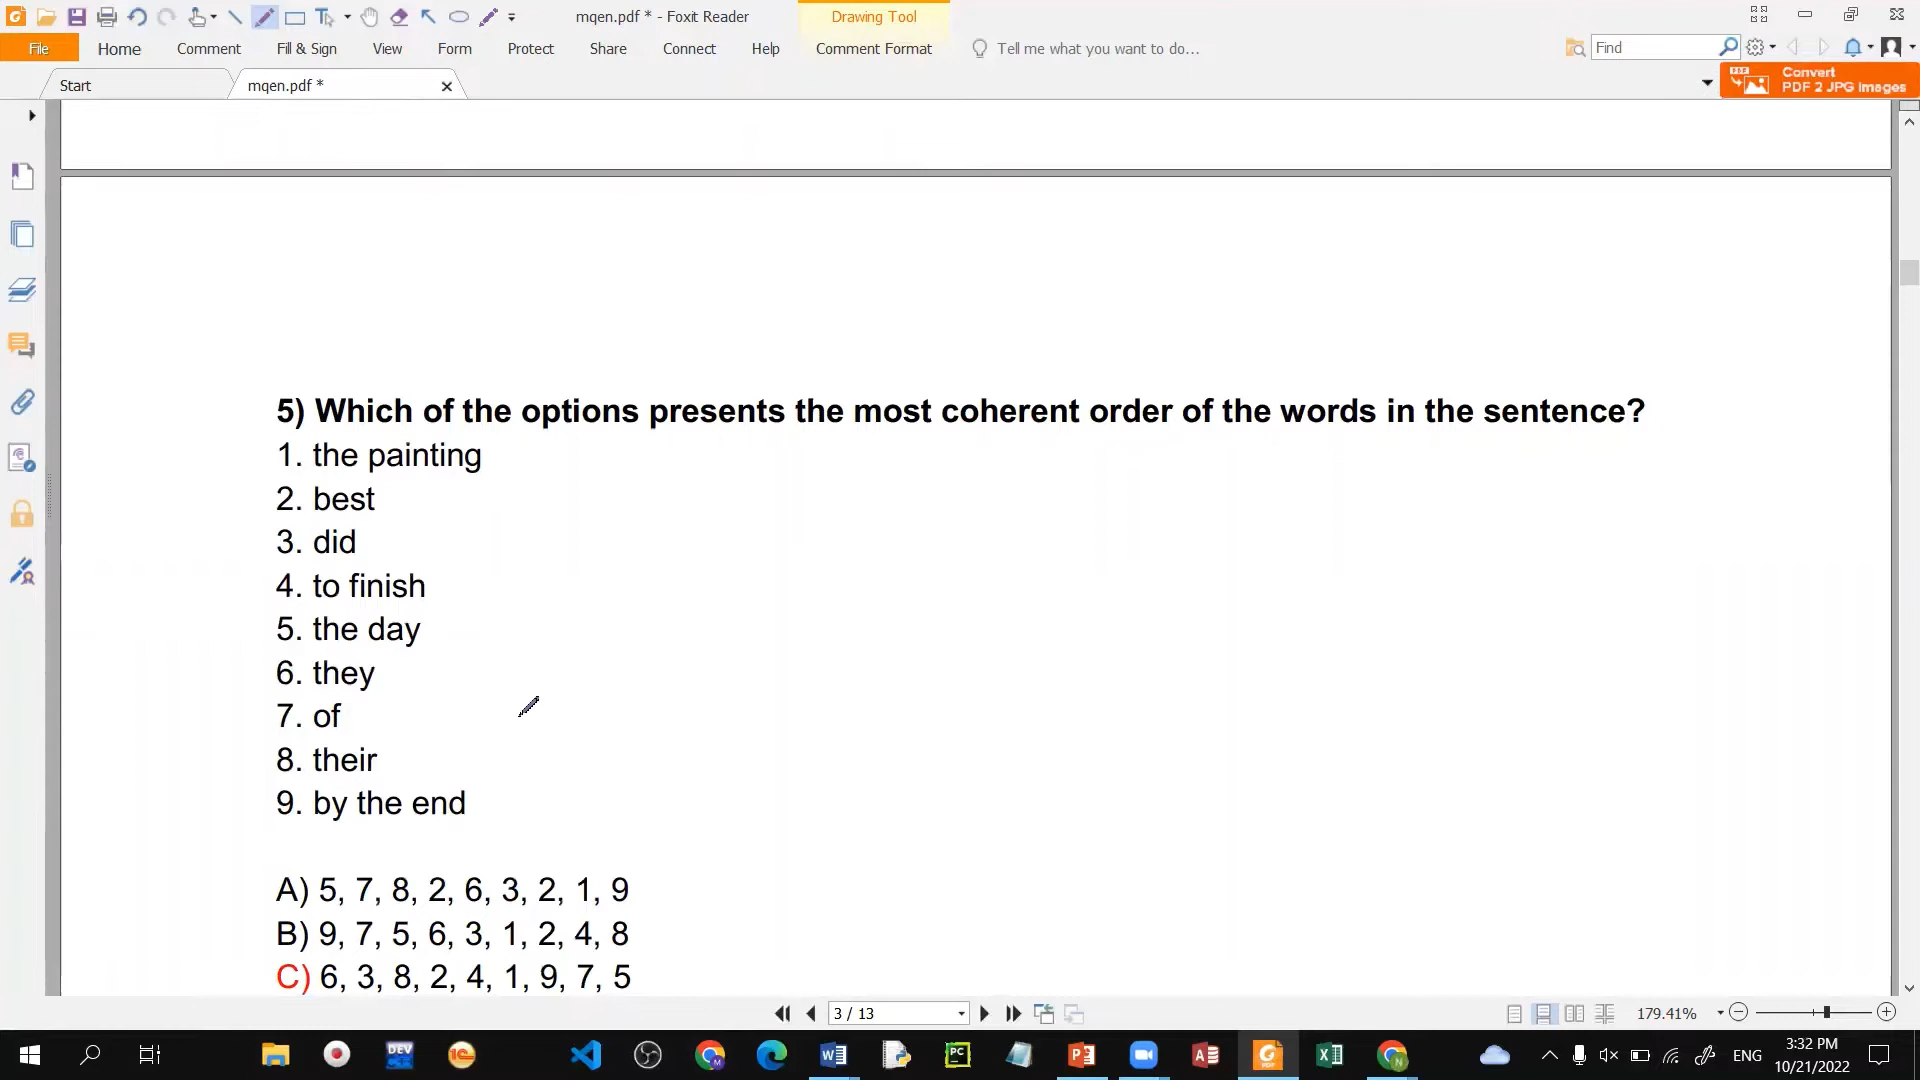 mqen.pdf * - Foxit Reader
Drawing Tool
File Home Comment Fill & Sign View Form Protect Share Connect Help Comment Format Tell me what you want to do... Find
Start mqen.pdf *
Convert
PDF 2 JPG Images
5) Which of the options presents the most coherent order of the words in the sentence?
1. the painting
2. best
3. did
4. to finish
5. the day
6. they
7. of
8. their
9. by the end
A) 5, 7, 8, 2, 6, 3, 2, 1, 9
B) 9, 7, 5, 6, 3, 1, 2, 4, 8
C) 6, 3, 8, 2, 4, 1, 9, 7, 5
3 / 13 179.41%
ENG 3:32 PM
10/21/2022